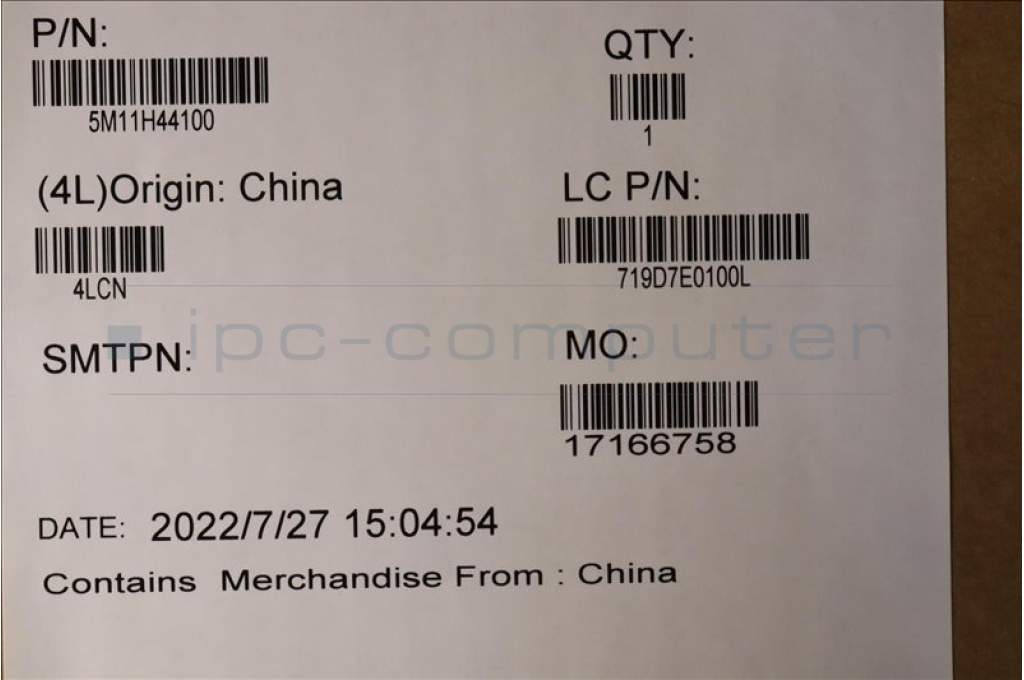 P/N:
5M11H44100
QTY:
1
(4L)Origin: China
4LCN
LC P/N:
719D7E0100L
ipc-computer
SMTPN:
MO:
17166758
DATE: 2022/7/27 15:04:54
Contains Merchandise From : China